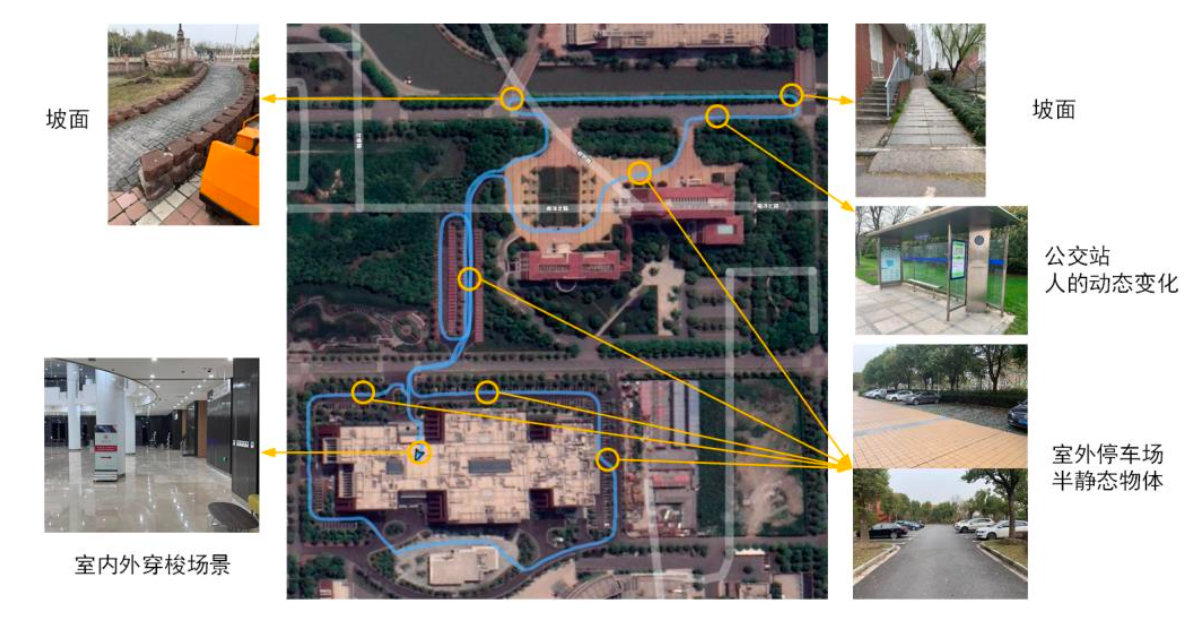 坡面
坡面
公交站
人的动态变化
室外停车场
半静态物体
室内外穿梭场景